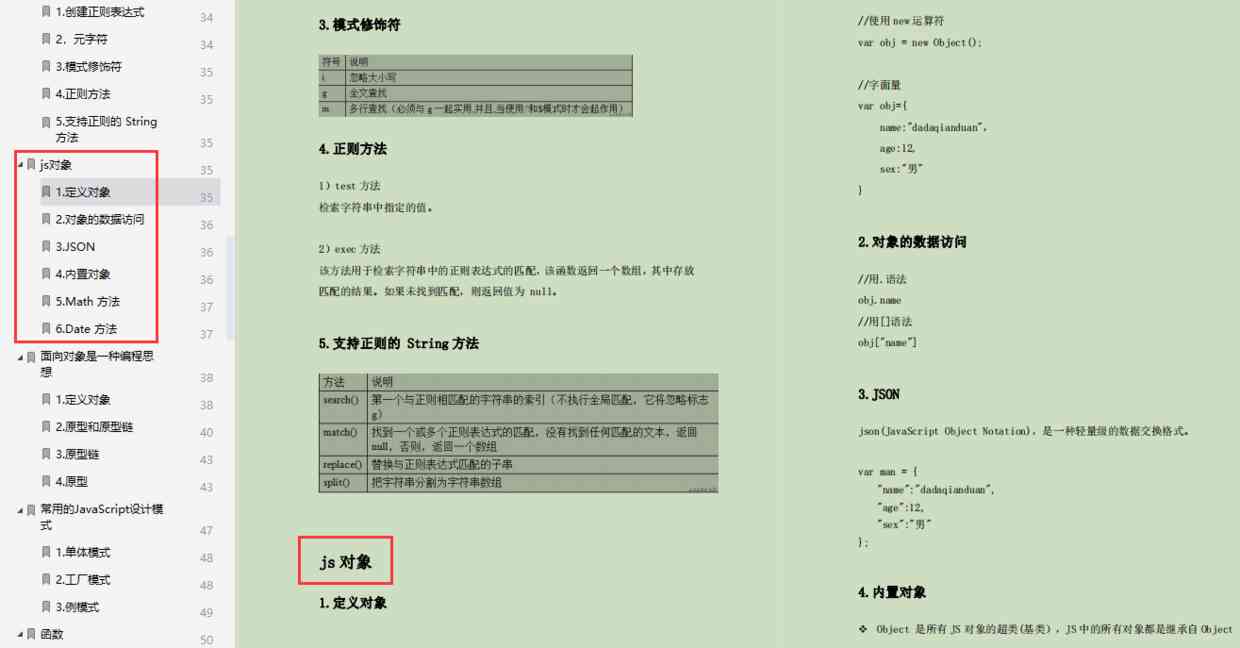 1.创建正则表达式 34
2．元字符 34
3.模式修饰符 35
4.正则方法 35
5.支持正则的 String
方法 35
js对象 35
1.定义对象 35
2.对象的数据访问 36
3.JSON 36
4.内置对象 36
5.Math 方法 37
6.Date 方法 37
面向对象是一种编程思
想 38
1.定义对象 38
2.原型和原型链 40
3.原型链 43
4.原型 43
常用的JavaScript设计模
式 47
1.单体模式 48
2.工厂模式 48
3.例模式 49
函数 50
3.模式修饰符
符号 说明
i 忽略大小写
g 全文查找
m 多行查找（必须与 g 一起实用,并且,当使用^和$模式时才会起作用）
4.正则方法
1）test 方法
检索字符串中指定的值。
2）exec 方法
该方法用于检索字符串中的正则表达式的匹配，该函数返回一个数组，其中存放
匹配的结果。如果未找到匹配，则返回值为 null。
5.支持正则的 String 方法
方法 说明
search() 第一个与正则相匹配的字符串的索引（不执行全局匹配，它将忽略标志
g）
match() 找到一个或多个正则表达式的匹配，没有找到任何匹配的文本，返回
null，否则，返回一个数组
replace() 替换与正则表达式匹配的子串
split() 把字符串分割为字符串数组
js 对象
1.定义对象
//使用 new 运算符
var obj = new Object();
//字面量
var obj={
name:"dadaqianduan",
age:12,
sex:"男"
}
2.对象的数据访问
//用.语法
obj.name
//用[]语法
obj["name"]
3.JSON
json(JavaScript Object Notation)，是一种轻量级的数据交换格式。
var man = {
"name":"dadaqianduan",
"age":12,
"sex":"男"
};
4.内置对象
❖ Object 是所有 JS 对象的超类(基类)，JS 中的所有对象都是继承自 Object